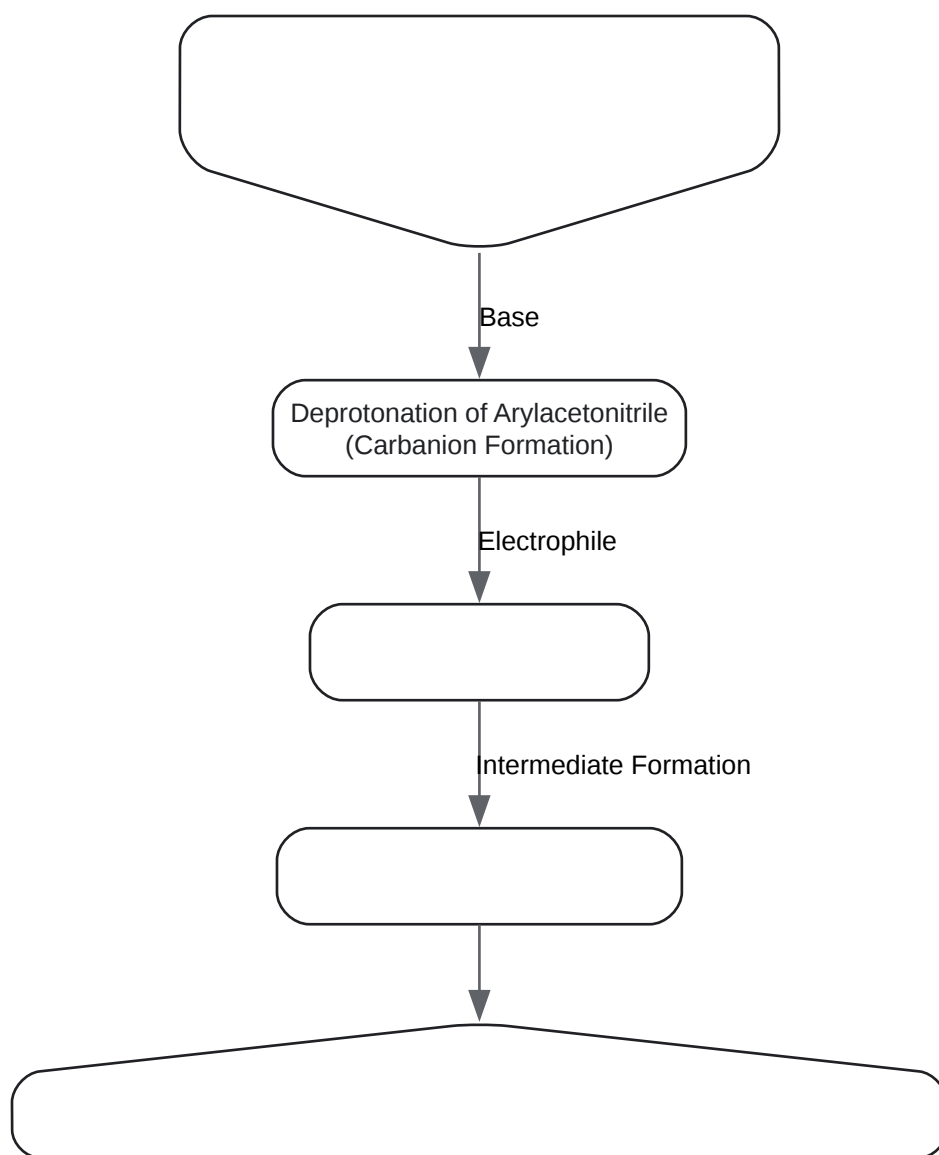 Base
Deprotonation of Arylacetonitrile
(Carbanion Formation)
Electrophile
Intermediate Formation